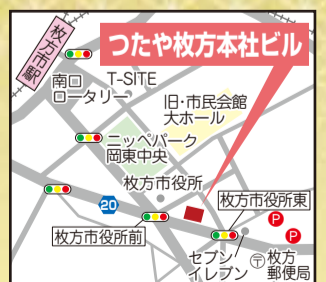 つたや枚方本社ビル
枚方市駅
南口
ロータリー
T-SITE
旧・市民会館
大ホール
ニッペパーク
岡東中央
枚方市役所
枚方市役所東
20
P
P
枚方市役所前
セブン
イレブン
〒枚方
郵便局